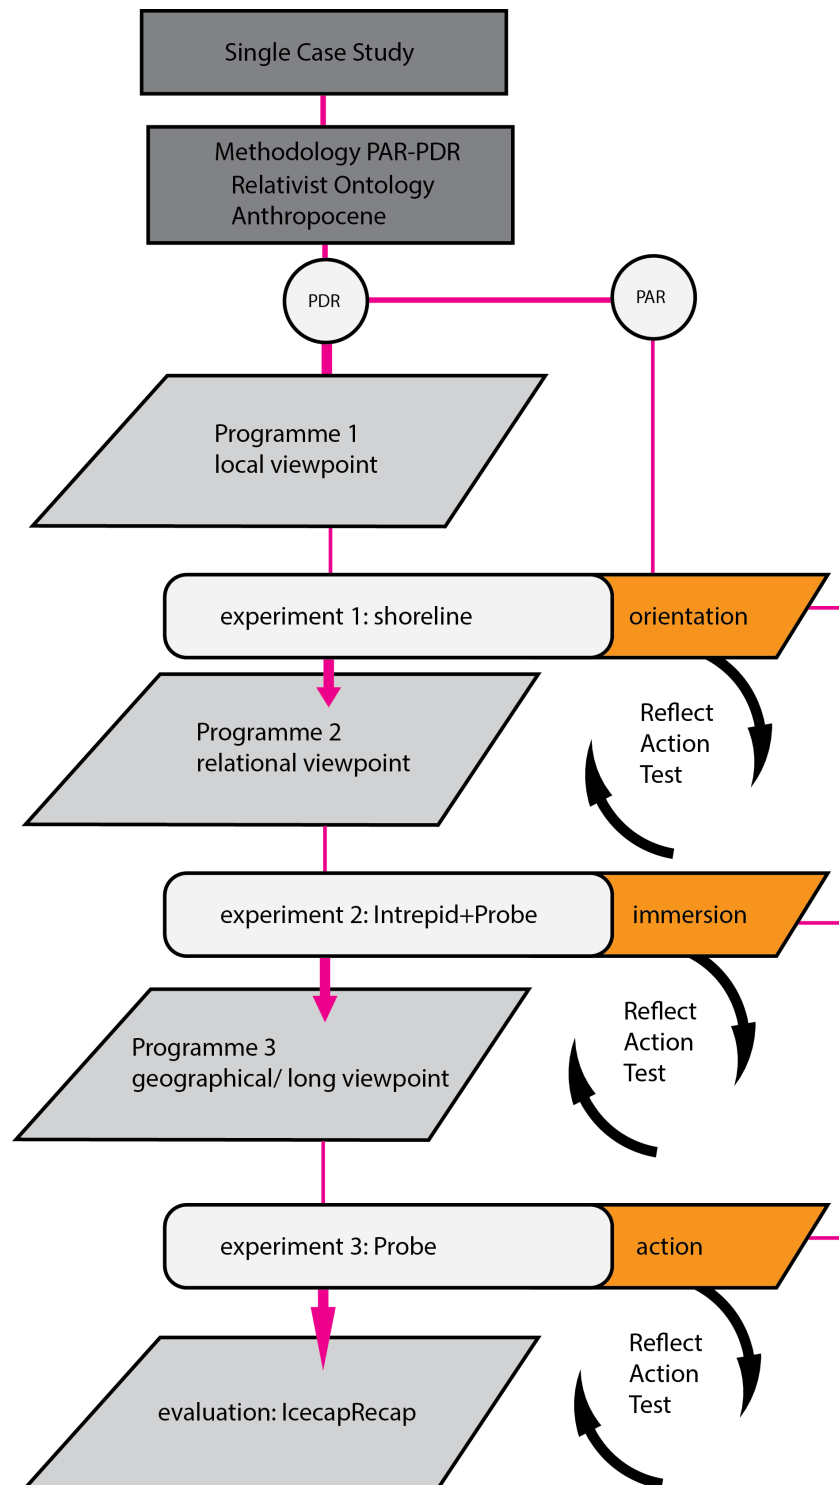 Single Case Study
Methodology PAR-PDR
Relativist Ontology
Anthropocene
PDR
PAR
Programme 1
local viewpoint
experiment 1: shoreline
orientation
Programme 2
relational viewpoint
Reflect
Action
Test
experiment 2: Intrepid+Probe
immersion
Programme 3
geographical/ long viewpoint
Reflect
Action
Test
experiment 3: Probe
action
evaluation: IcecapRecap
Reflect
Action
Test